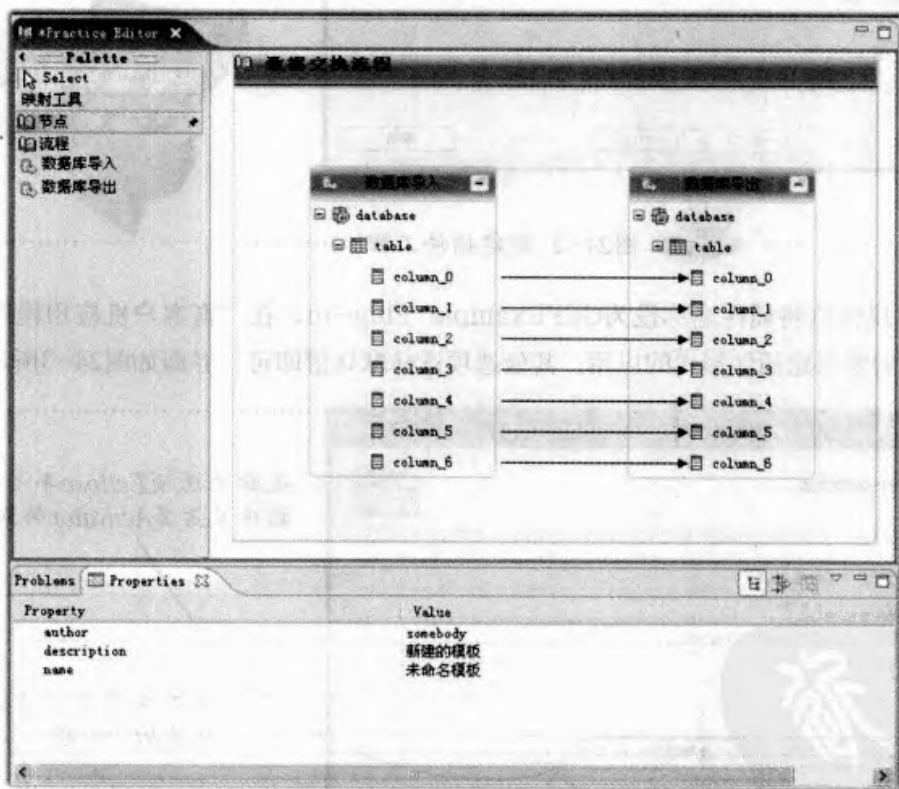 *Practice Editor
Palette
Select
映射工具
节点
流程
数据库导入
数据库导出
数据交换流程
数据库导入
database
table
column_0
column_1
column_2
column_3
column_4
column_5
column_6
数据库导出
database
table
column_0
column_1
column_2
column_3
column_4
column_5
column_6
Problems
Properties
Property Value
author somebody
description 新建的模板
name 未命名模板